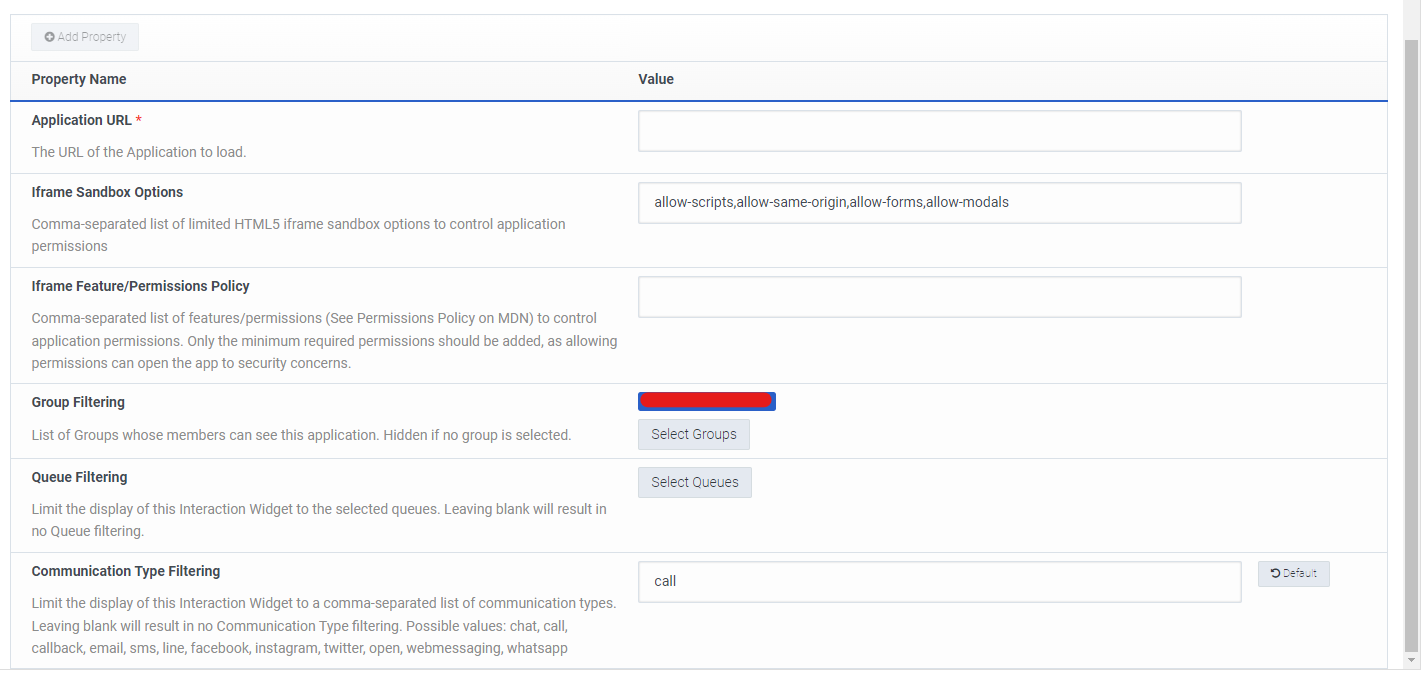 Add Property
Property Name
Value
Application URL *
The URL of the Application to load.
Iframe Sandbox Options
allow-scripts,allow-same-origin,allow-forms,allow-modals
Comma-separated list of limited HTML5 iframe sandbox options to control application
permissions
Iframe Feature/Permissions Policy
Comma-separated list of features/permissions (See Permissions Policy on MDN) to control
application permissions. Only the minimum required permissions should be added, as allowing
permissions can open the app to security concerns.
Group Filtering
List of Groups whose members can see this application. Hidden if no group is selected.
Select Groups
Queue Filtering
Select Queues
Limit the display of this Interaction Widget to the selected queues. Leaving blank will result in
no Queue filtering.
Communication Type Filtering
call
Default
Limit the display of this Interaction Widget to a comma-separated list of communication types.
Leaving blank will result in no Communication Type filtering. Possible values: chat, call,
callback, email, sms, line, facebook, instagram, twitter, open, webmessaging, whatsapp